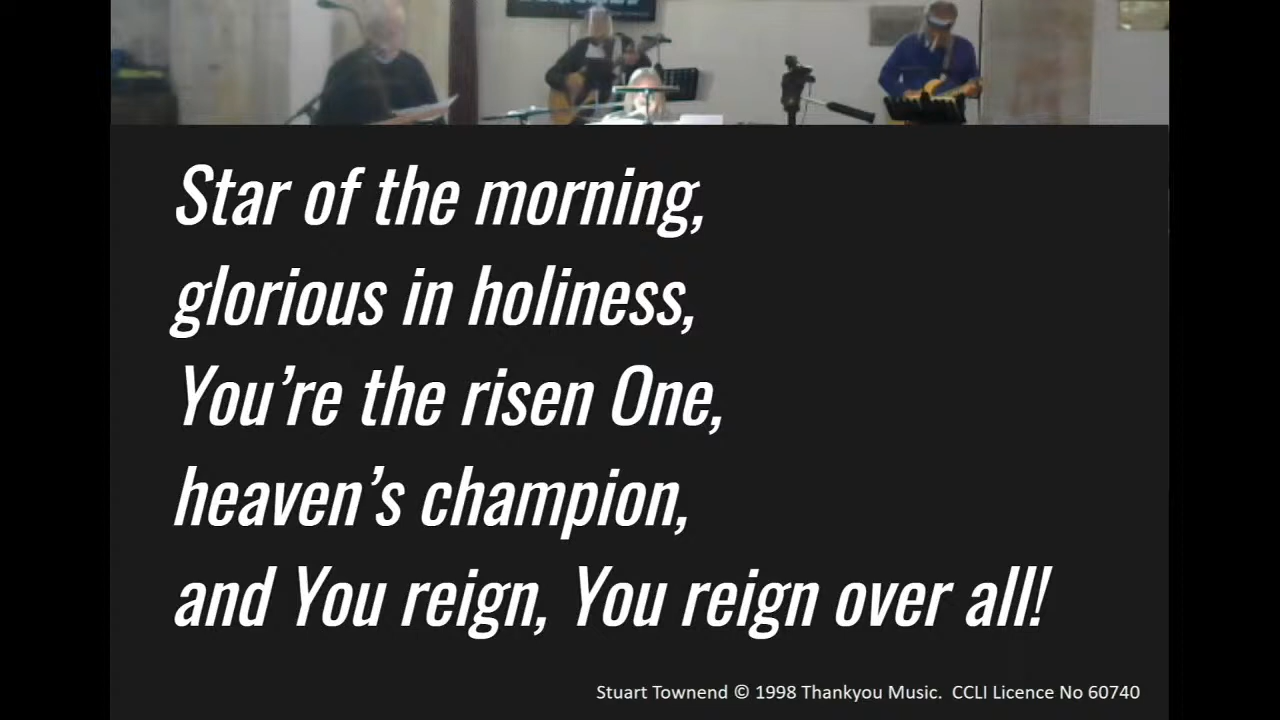 Star of the morning,
glorious in holiness,
You’re the risen One,
heaven’s champion,
and You reign, You reign over all!
Stuart Townend © 1998 Thankyou Music.  CCLI Licence No 60740